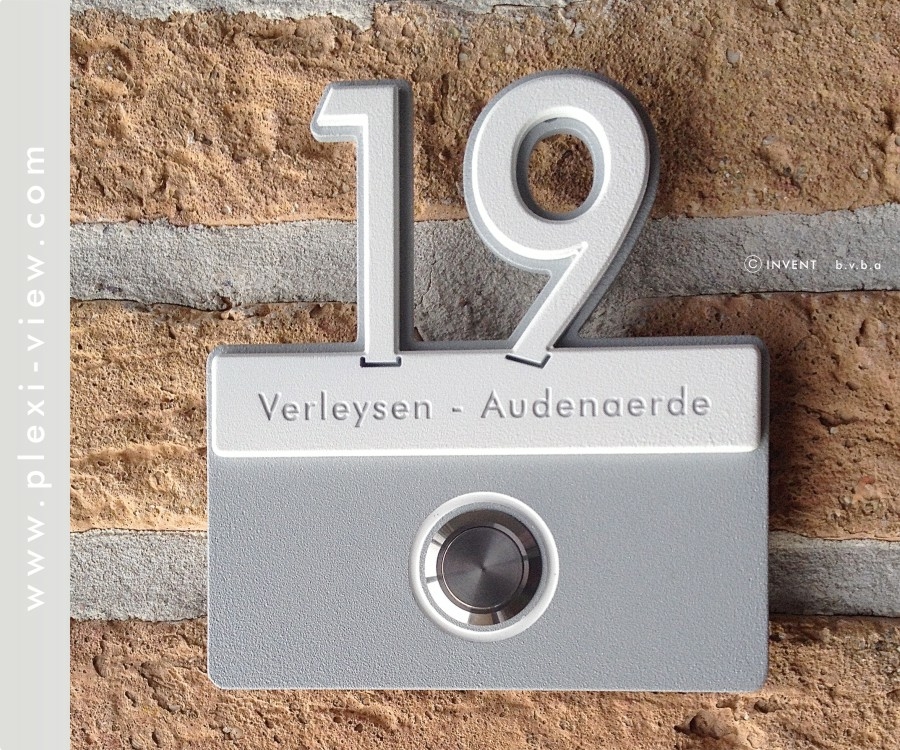 www.plexi-view.com
19
© INVENT b.v.b.a
Verleysen - Audenaerde